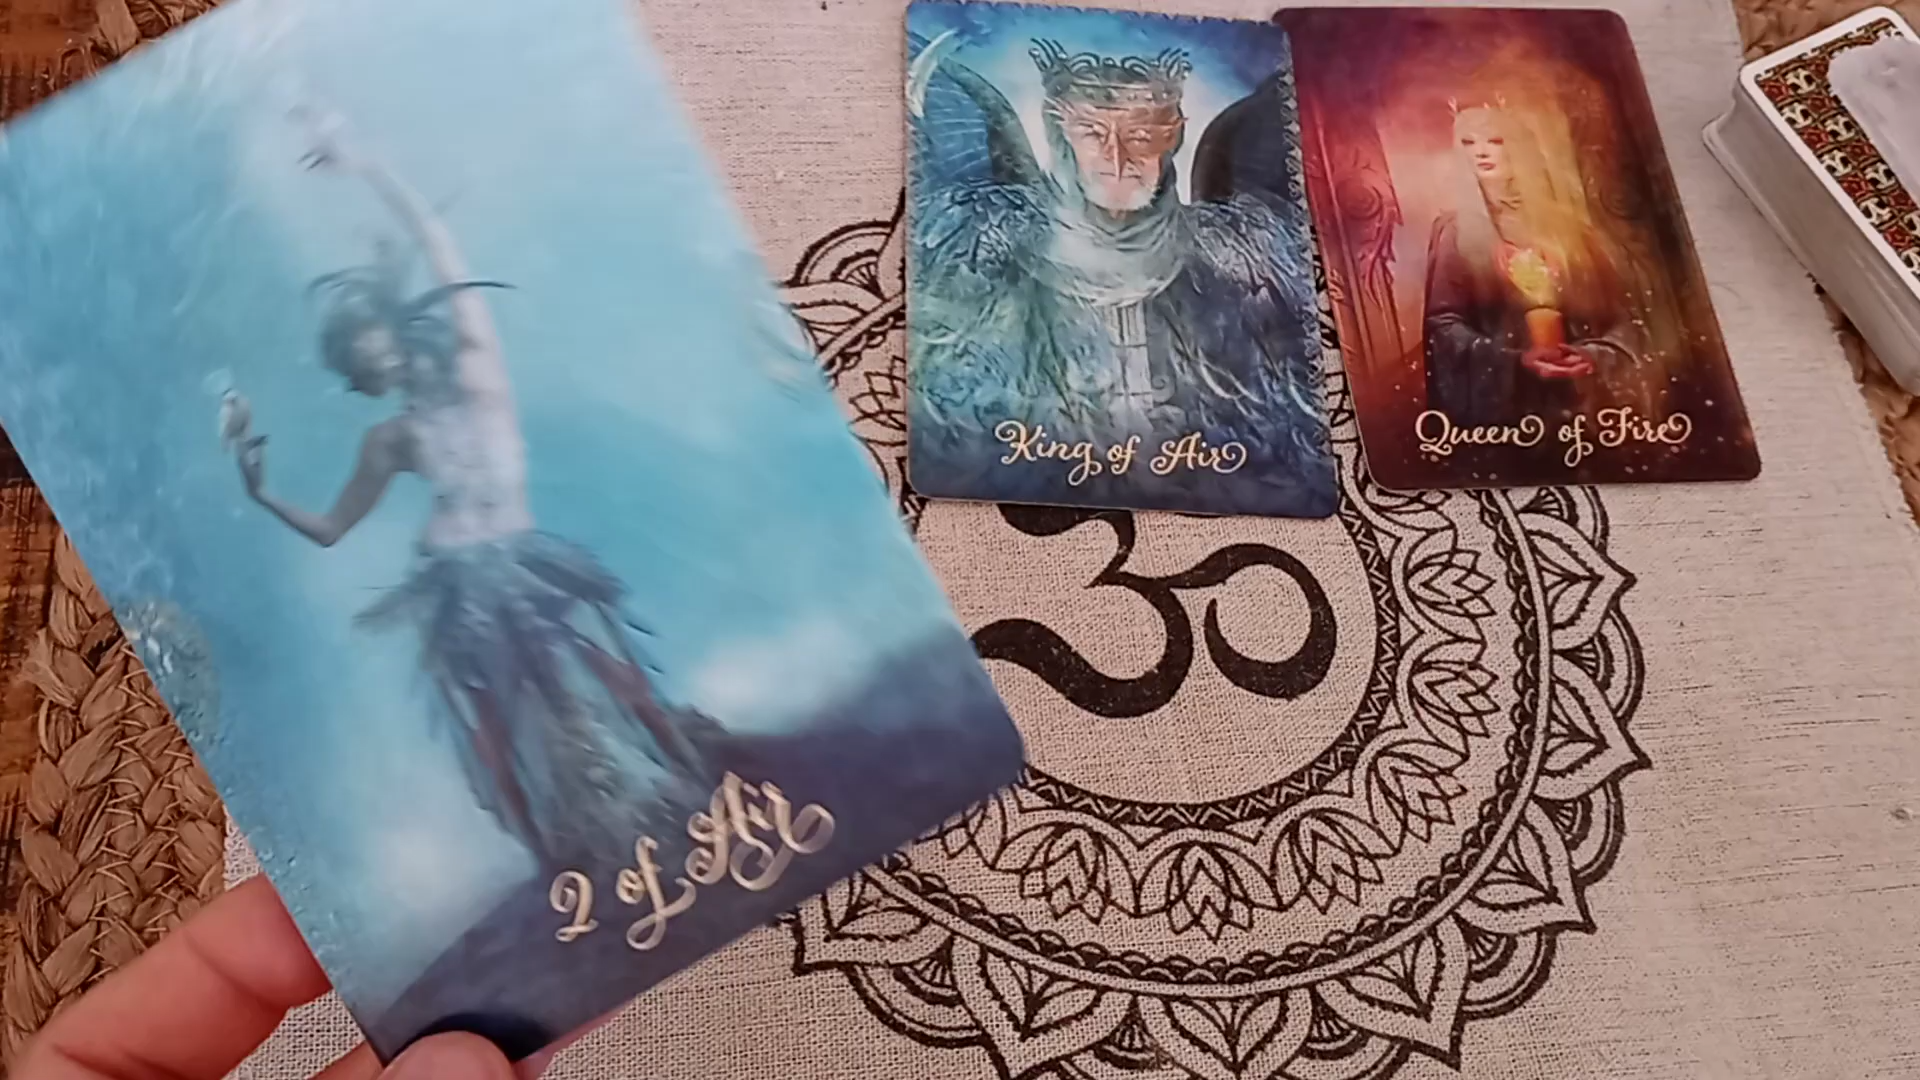 King of Air
Queen of Fire
2 of Air
ॐ